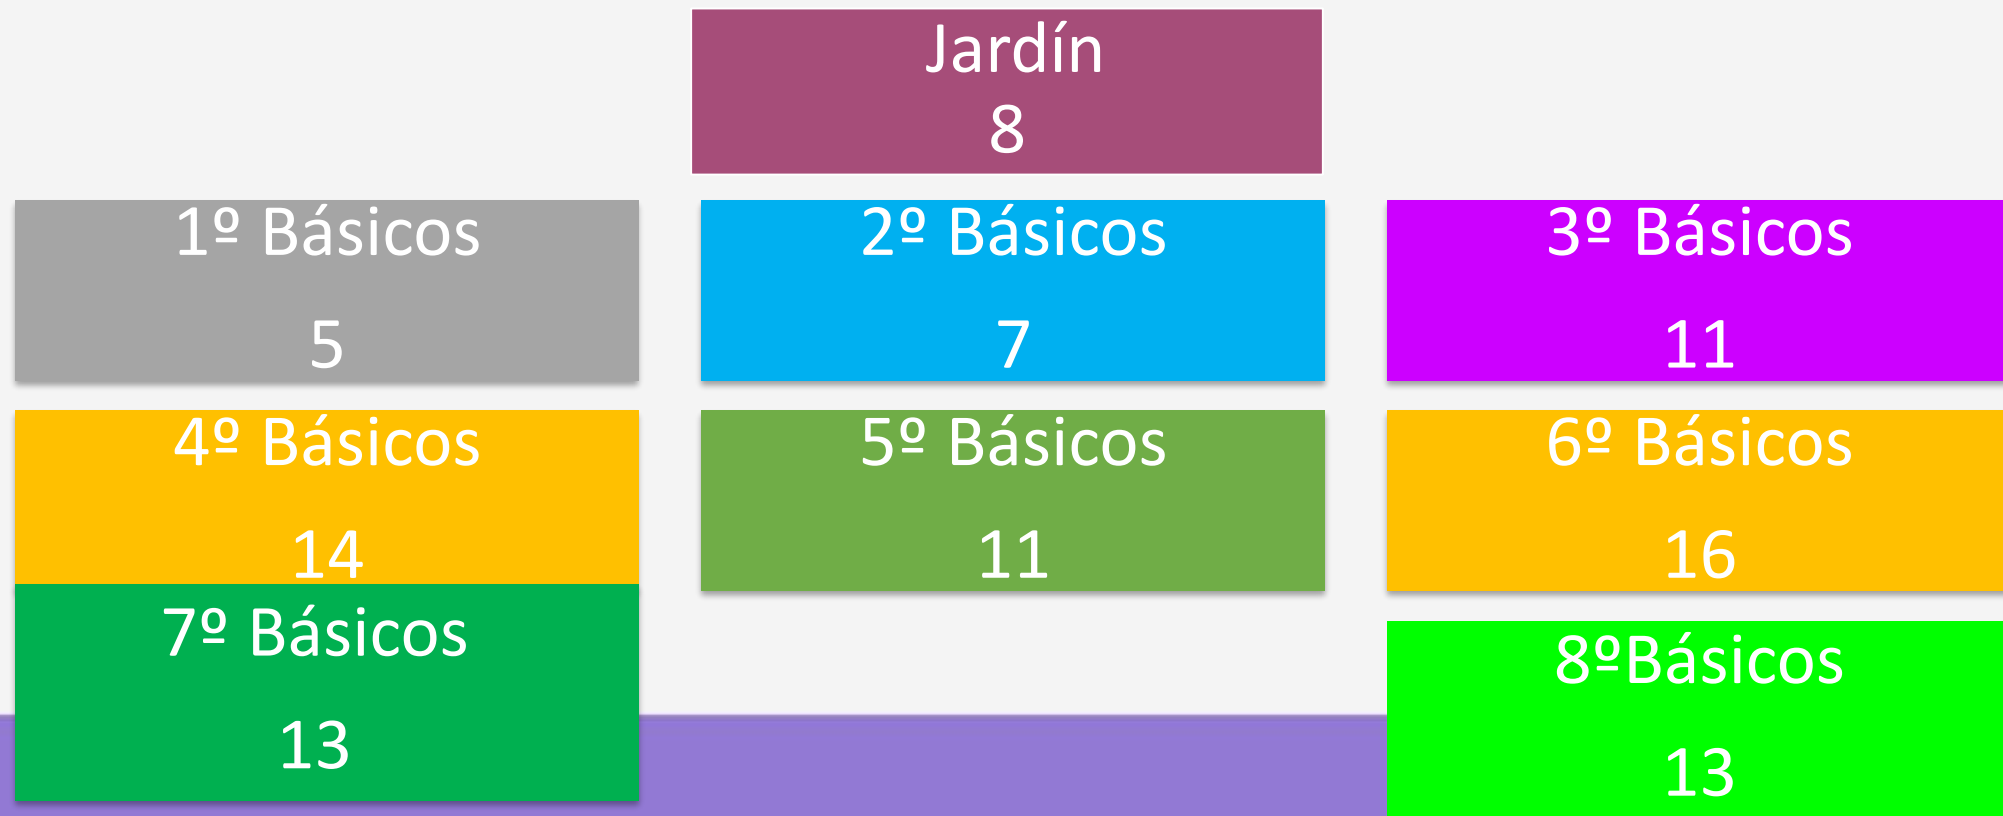 Jardín
8
1º Básicos
5
2º Básicos
7
3º Básicos
11
4º Básicos
14
5º Básicos
11
6º Básicos
16
7º Básicos
13
8ºBásicos
13